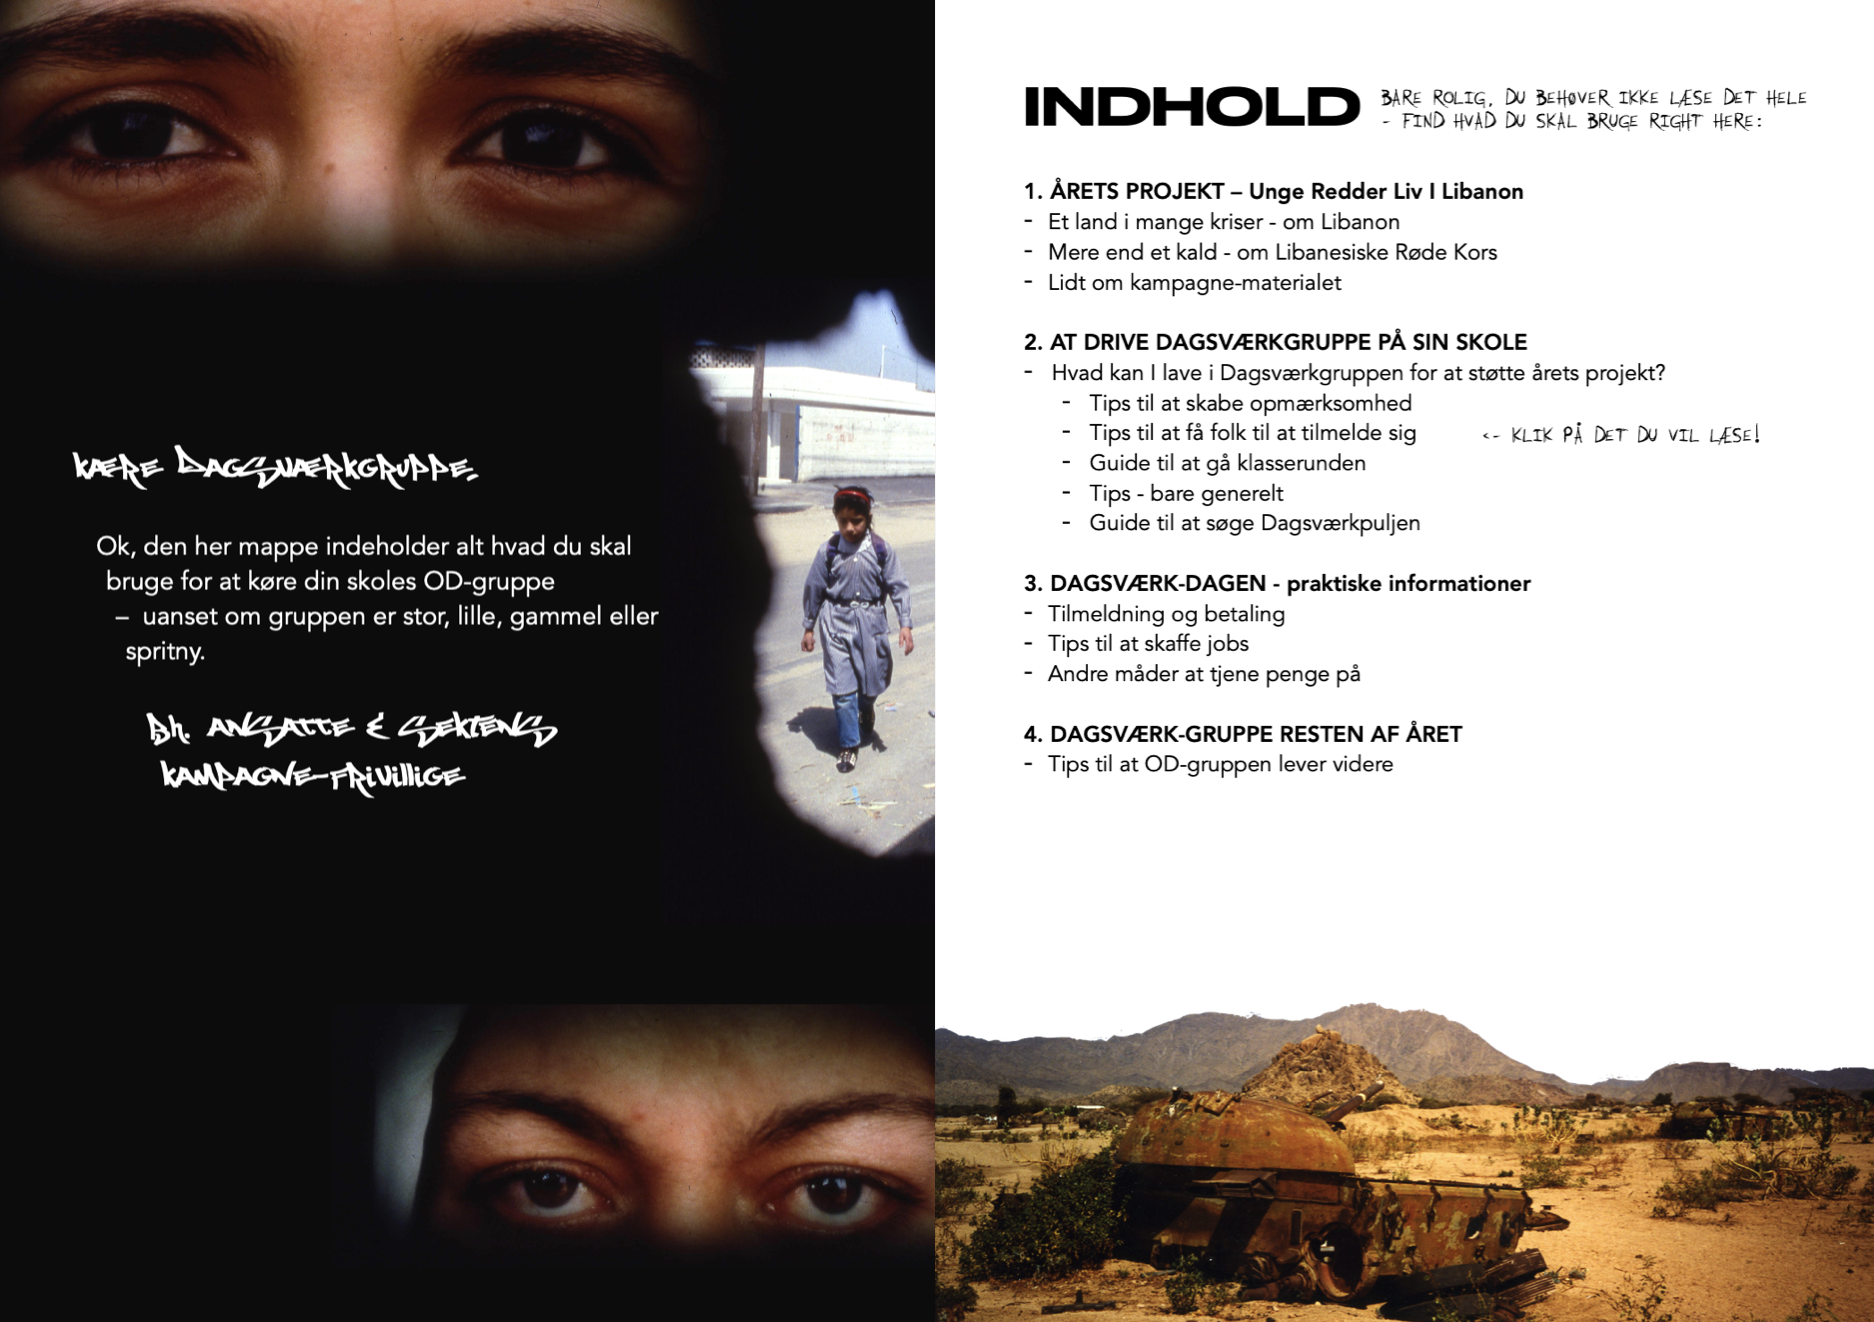 KÆRE DAGSVÆRKGRUPPE,
Ok, den her mappe indeholder alt hvad du skal
bruge for at køre din skoles OD-gruppe
– uanset om gruppen er stor, lille, gammel eller
spritny.
Bh. ANSATTE & SEKTENS
KAMPAGNE-FRIVILLIGE
INDHOLD
BARE ROLIG, DU BEHØVER IKKE LÆSE DET HELE
- FIND HVAD DU SKAL BRUGE RIGHT HERE:
1. ÅRETS PROJEKT – Unge Redder Liv I Libanon
- Et land i mange kriser - om Libanon
- Mere end et kald - om Libanesiske Røde Kors
- Lidt om kampagne-materialet
2. AT DRIVE DAGSVÆRKGRUPPE PÅ SIN SKOLE
- Hvad kan I lave i Dagsværkgruppen for at støtte årets projekt?
- Tips til at skabe opmærksomhed
- Tips til at få folk til at tilmelde sig
<- KLIK PÅ DET DU VIL LÆSE!
- Guide til at gå klasserunden
- Tips - bare generelt
- Guide til at søge Dagsværkpuljen
3. DAGSVÆRK-DAGEN - praktiske informationer
- Tilmeldning og betaling
- Tips til at skaffe jobs
- Andre måder at tjene penge på
4. DAGSVÆRK-GRUPPE RESTEN AF ÅRET
- Tips til at OD-gruppen lever videre